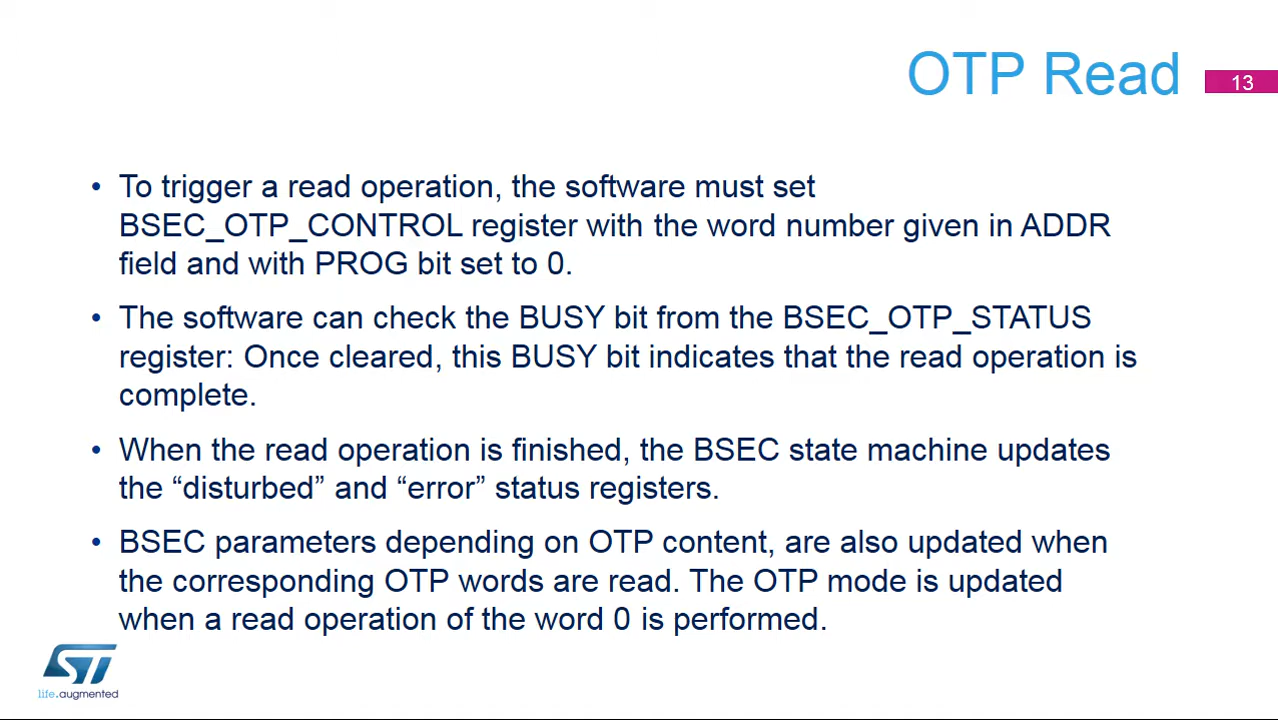 OTP Read
13
• To trigger a read operation, the software must set
BSEC_OTP_CONTROL register with the word number given in ADDR
field and with PROG bit set to 0.
• The software can check the BUSY bit from the BSEC_OTP_STATUS
register: Once cleared, this BUSY bit indicates that the read operation is
complete.
• When the read operation is finished, the BSEC state machine updates
the “disturbed” and “error” status registers.
• BSEC parameters depending on OTP content, are also updated when
the corresponding OTP words are read. The OTP mode is updated
when a read operation of the word 0 is performed.
ST
life.augmented